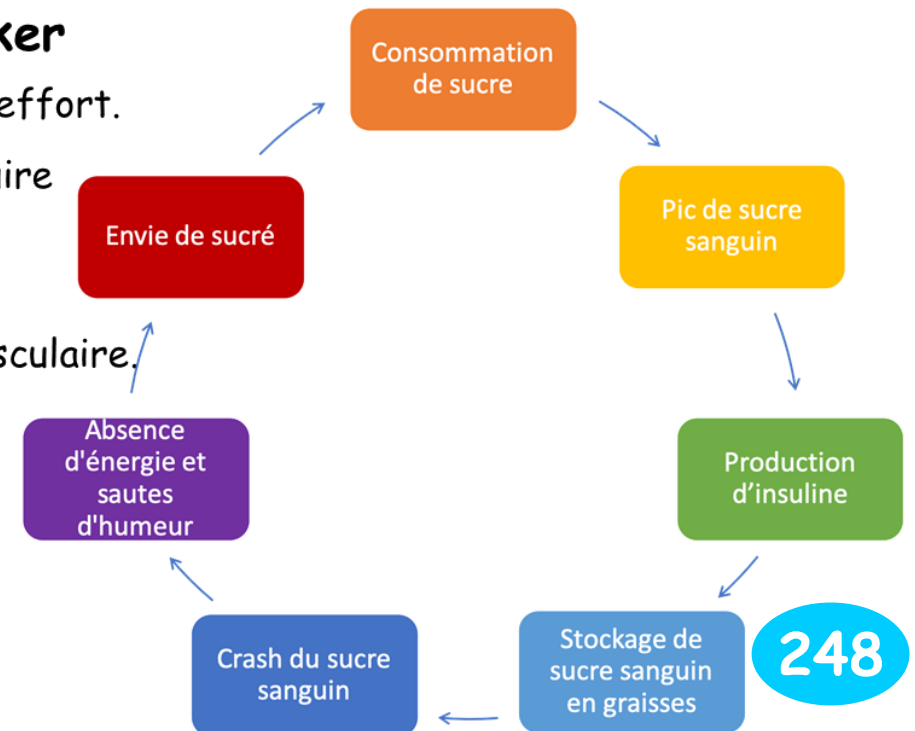 ker
effort.
ire
sculaire.
Consommation
de sucre
Pic de sucre
sanguin
Production
d’insuline
Stockage de
sucre sanguin
en graisses
248
Crash du sucre
sanguin
Absence
d'énergie et
sautes
d'humeur
Envie de sucré